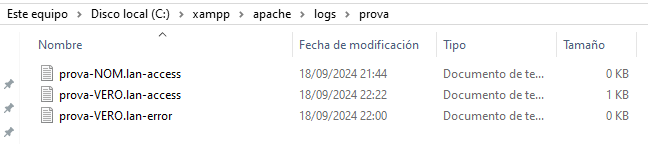 Este equipo > Disco local (C:) > xampp > apache > logs > prova
Nombre Fecha de modificación Tipo Tamaño
prova-NOM.lan-access 18/09/2024 21:44 Documento de te... 0 KB
prova-VERO.lan-access 18/09/2024 22:22 Documento de te... 1 KB
prova-VERO.lan-error 18/09/2024 22:00 Documento de te... 0 KB